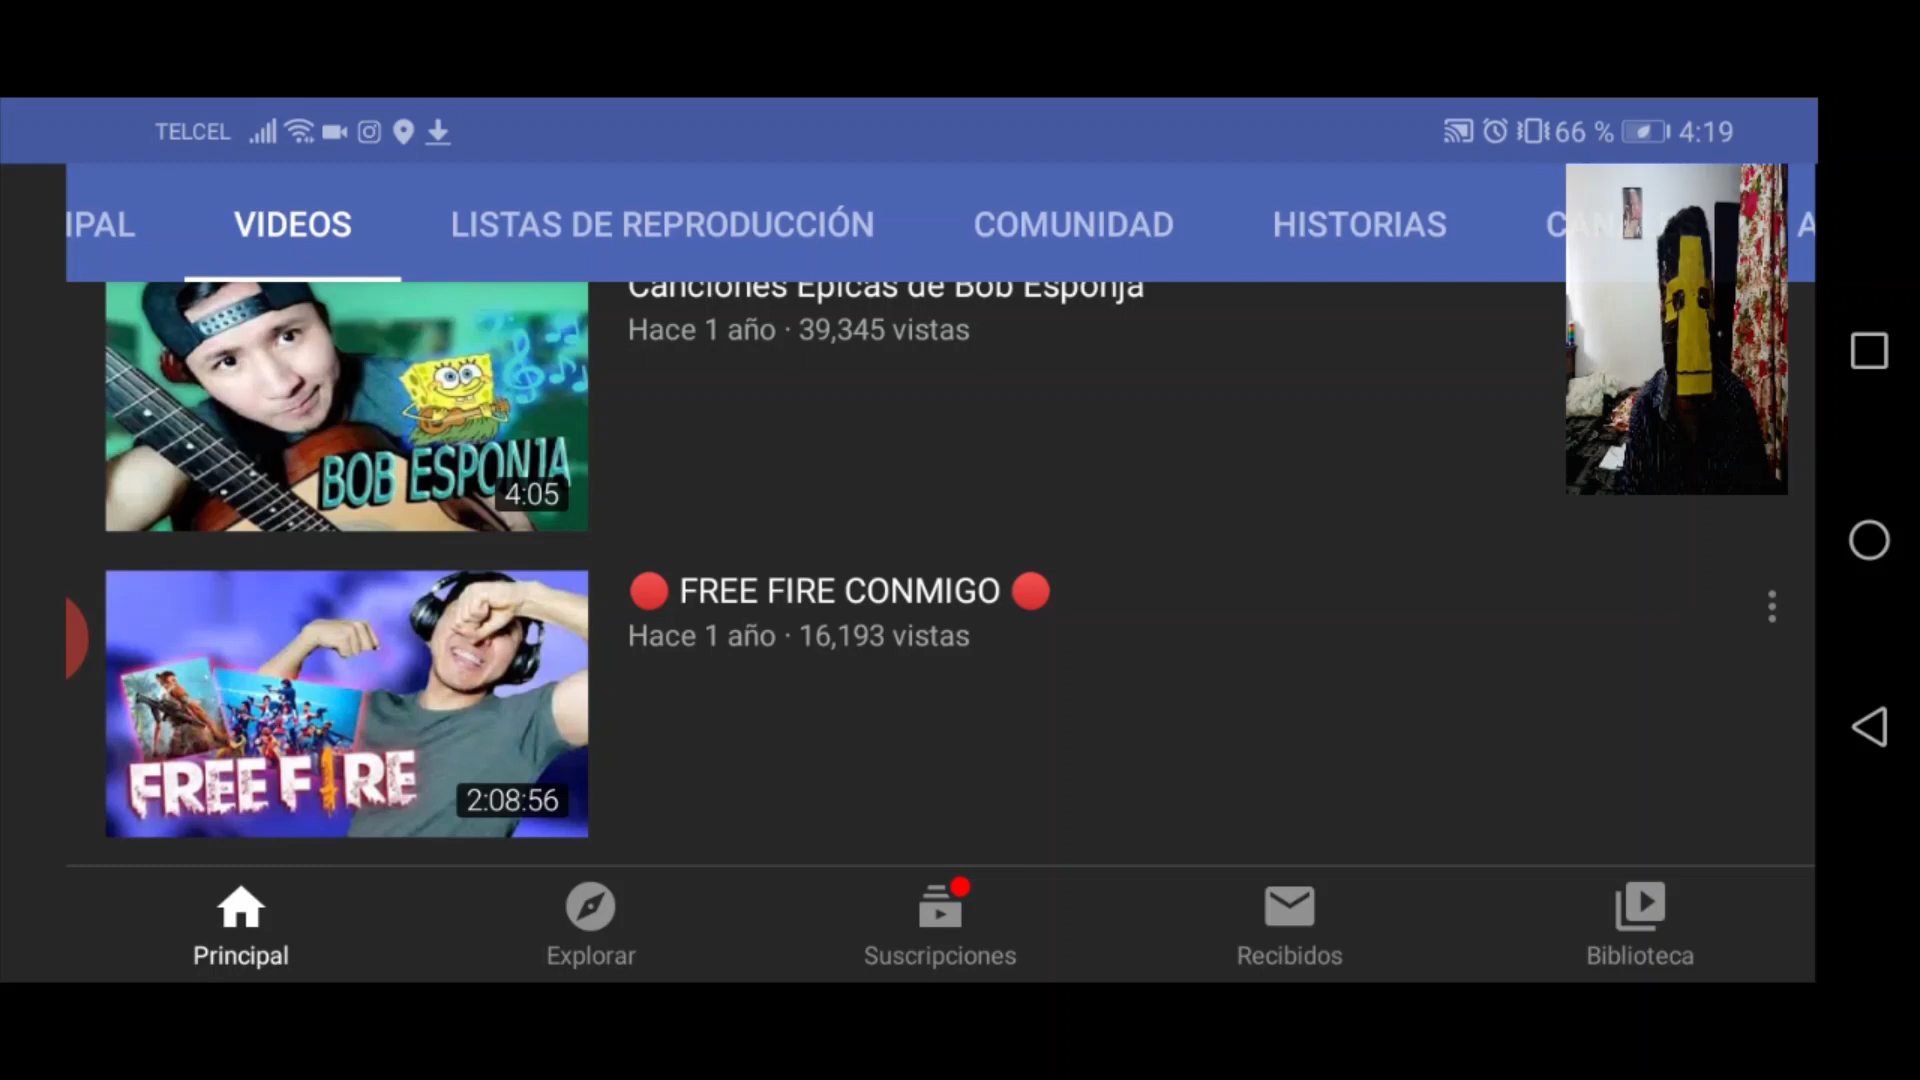 TELCEL
66 %
4:19
IPAL
VIDEOS
LISTAS DE REPRODUCCIÓN
COMUNIDAD
HISTORIAS
CAN
A
Canciones Épicas de Bob Esponja
Hace 1 año · 39,345 vistas
BOB ESPONJA
4:05
🔴 FREE FIRE CONMIGO 🔴
Hace 1 año · 16,193 vistas
FREE FIRE
2:08:56
Principal
Explorar
Suscripciones
Recibidos
Biblioteca